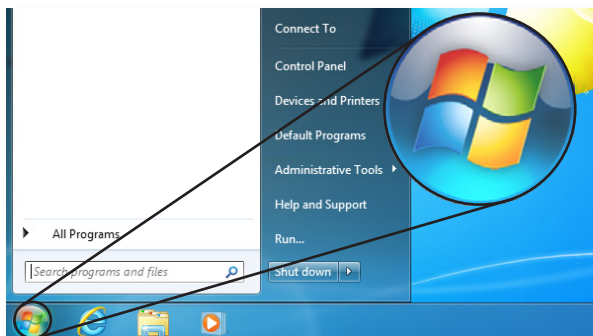 Connect To
Control Panel
Devices and Printers
Default Programs
Administrative Tools
Help and Support
Run...
Shut down
All Programs
Search programs and files